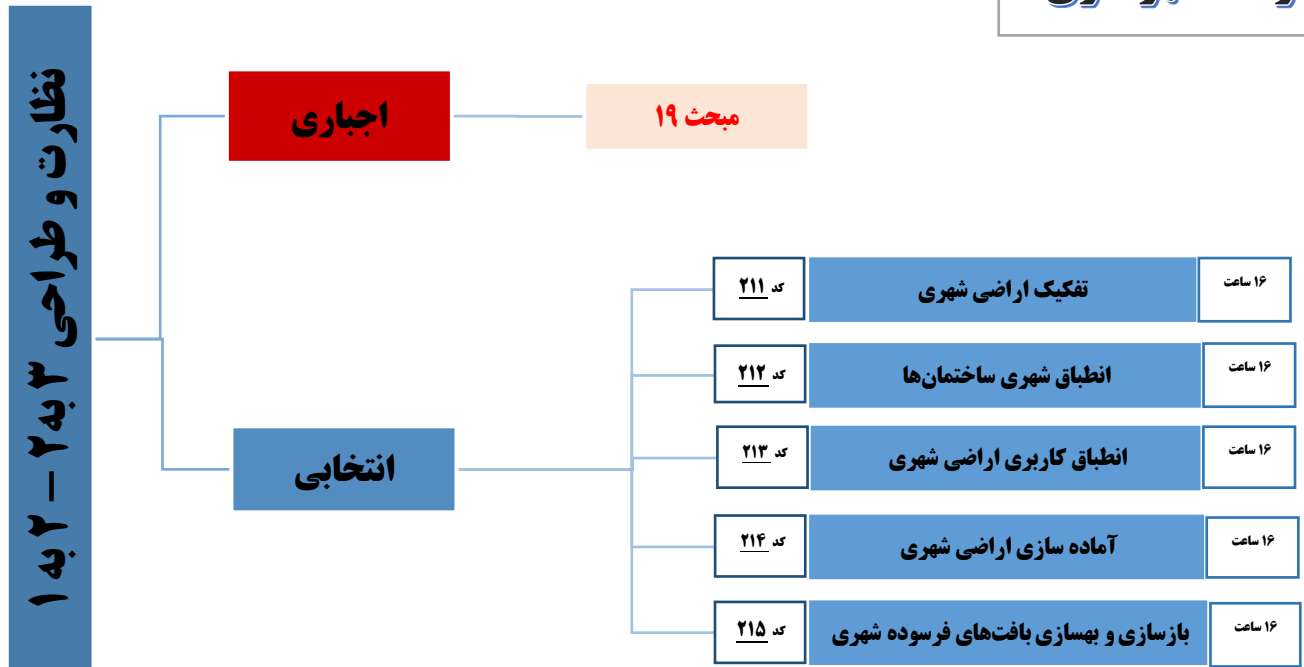 نظارت و طراحی ۳ به۲ – ۲ به ۱
اجباری
مبحث ۱۹
انتخابی
۱۶ ساعت
تفکیک اراضی شهری
کد ۲۱۱
۱۶ ساعت
انطباق شهری ساختمان‌ها
کد ۲۱۲
۱۶ ساعت
انطباق کاربری اراضی شهری
کد ۲۱۳
۱۶ ساعت
آماده سازی اراضی شهری
کد ۲۱۴
۱۶ ساعت
بازسازی و بهسازی بافت‌های فرسوده شهری
کد ۲۱۵